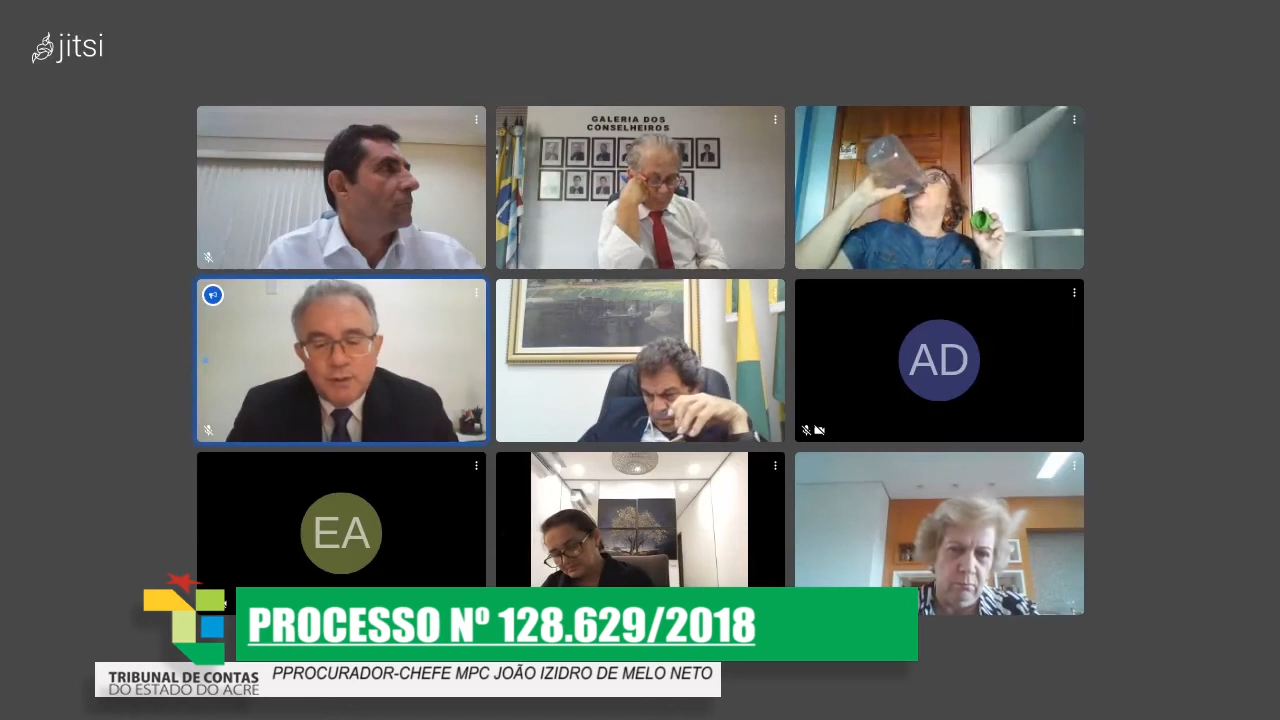 jitsi
GALERIA DOS
CONSELHEIROS
AD
EA
PROCESSO Nº 128.629/2018
PPROCURADOR-CHEFE MPC JOÃO IZIDRO DE MELO NETO
TRIBUNAL DE CONTAS
DO ESTADO DO ACRE